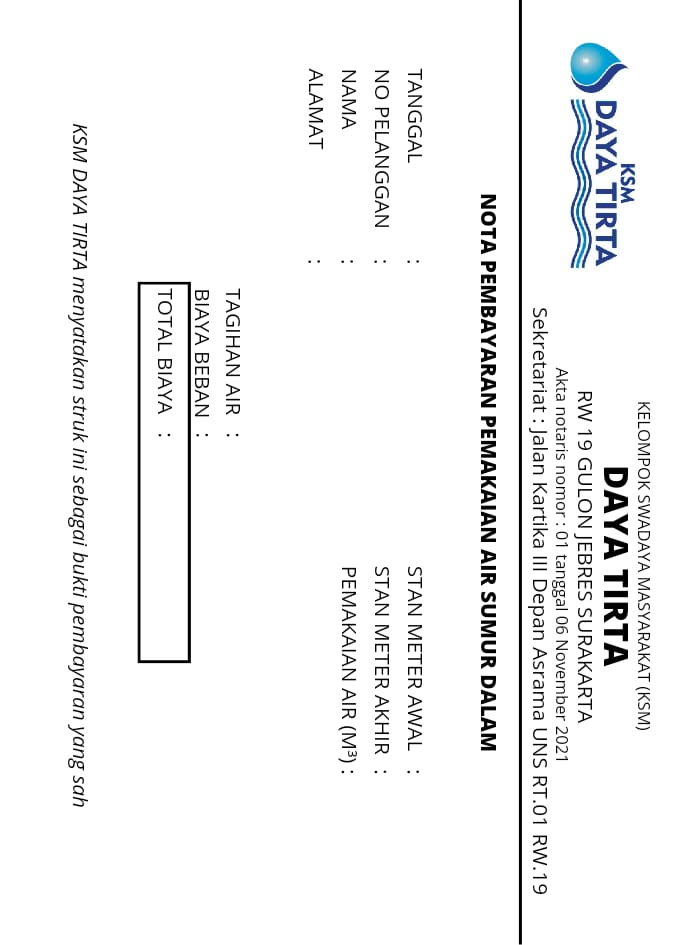 KSM
DAYA TIRTA
KELOMPOK SWADAYA MASYARAKAT (KSM)
DAYA TIRTA
RW 19 GULON JEBRES SURAKARTA
Akta notaris nomor : 01 tanggal 06 November 2021
Sekretariat : Jalan Kartika III Depan Asrama UNS RT.01 RW.19
NOTA PEMBAYARAN PEMAKAIAN AIR SUMUR DALAM
TANGGAL : STAN METER AWAL :
NO PELANGGAN : STAN METER AKHIR :
NAMA : PEMAKAIAN AIR (M³) :
ALAMAT :
TAGIHAN AIR :
BIAYA BEBAN :
TOTAL BIAYA :
KSM DAYA TIRTA menyatakan struk ini sebagai bukti pembayaran yang sah